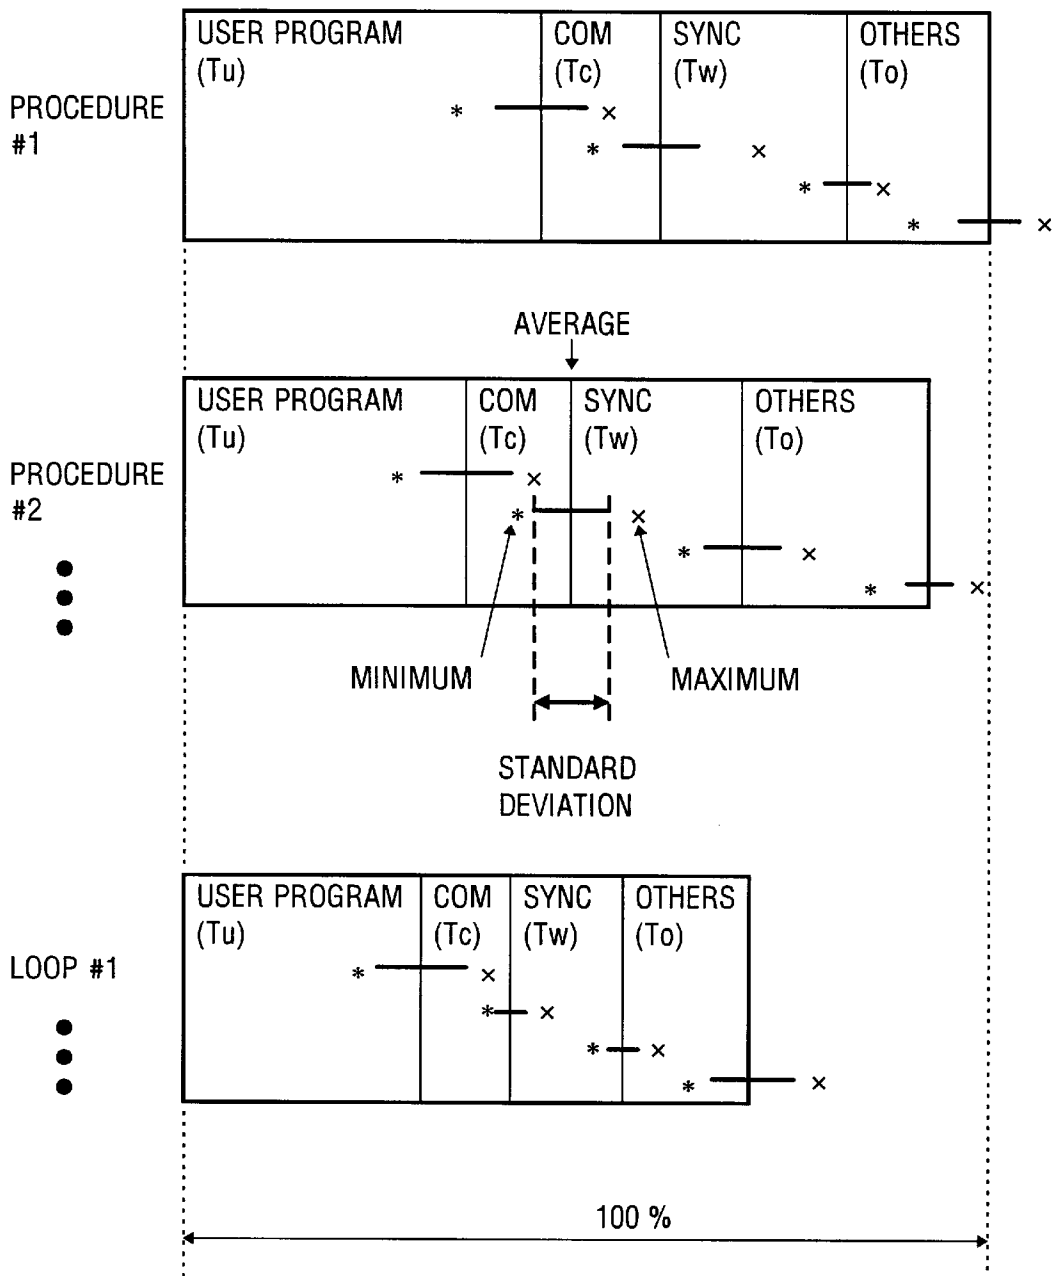 USER PROGRAM COM SYNC OTHERS
(Tu) (Tc) (Tw) (To)
PROCEDURE
#1
* ×
* ×
* ×
* ×
AVERAGE
USER PROGRAM COM SYNC OTHERS
(Tu) (Tc) (Tw) (To)
PROCEDURE
#2
* ×
* ×
* ×
* ×
MINIMUM MAXIMUM
STANDARD
DEVIATION
USER PROGRAM COM SYNC OTHERS
(Tu) (Tc) (Tw) (To)
LOOP #1
* ×
* ×
* ×
* ×
100 %